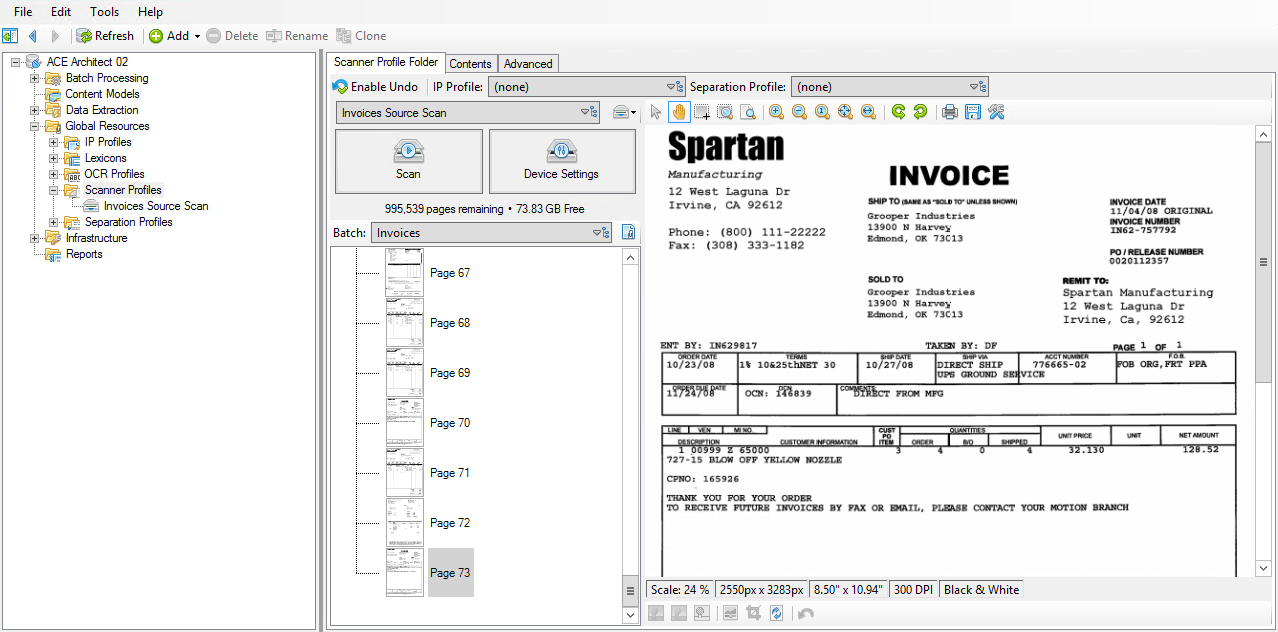 File Edit Tools Help
Refresh Add Delete Rename Clone
ACE Architect 02
Batch Processing
Content Models
Data Extraction
Global Resources
IP Profiles
Lexicons
OCR Profiles
Scanner Profiles
Invoices Source Scan
Separation Profiles
Infrastructure
Reports
Scanner Profile Folder Contents Advanced
Enable Undo IP Profile: (none) Separation Profile: (none)
Invoices Source Scan
Scan Device Settings
995,539 pages remaining • 73.83 GB Free
Batch: Invoices
Page 67
Page 68
Page 69
Page 70
Page 71
Page 72
Page 73
Spartan
Manufacturing
12 West Laguna Dr
Irvine, CA 92612
Phone: (800) 111-22222
Fax: (308) 333-1182
INVOICE
SHIP TO (SAME AS "SOLD TO" UNLESS SHOWN)
Grooper Industries
13900 N Harvey
Edmond, OK 73013
INVOICE DATE
11/04/08 ORIGINAL
INVOICE NUMBER
IN62-757792
PO / RELEASE NUMBER
0020112357
SOLD TO
Grooper Industries
13900 N Harvey
Edmond, OK 73013
REMIT TO:
Spartan Manufacturing
12 West Laguna Dr
Irvine, Ca, 92612
ENT BY: IN629817 TAKEN BY: DF PAGE 1 OF 1
ORDER DATE TERMS SHIP DATE SHIP VIA ACCT NUMBER F.O.B.
10/23/08 1% 10&25thNET 30 10/27/08 DIRECT SHIP 776665-02 FOB ORG,FRT PPA
UPS GROUND SERVICE
ORDER DUE DATE OCN COMMENTS:
11/24/08 OCN: 146839 DIRECT FROM MFG
LINE VEN MI NO. CUST PO ITEM QUANTITIES UNIT PRICE UNIT NET AMOUNT
DESCRIPTION CUSTOMER INFORMATION ORDER B/O SHIPPED
1 00999 Z 65000 3 4 0 4 32.130 128.52
727-15 BLOW OFF YELLOW NOZZLE
CPNO: 165926
THANK YOU FOR YOUR ORDER
TO RECEIVE FUTURE INVOICES BY FAX OR EMAIL, PLEASE CONTACT YOUR MOTION BRANCH
Scale: 24 % 2550px x 3283px 8.50" x 10.94" 300 DPI Black & White